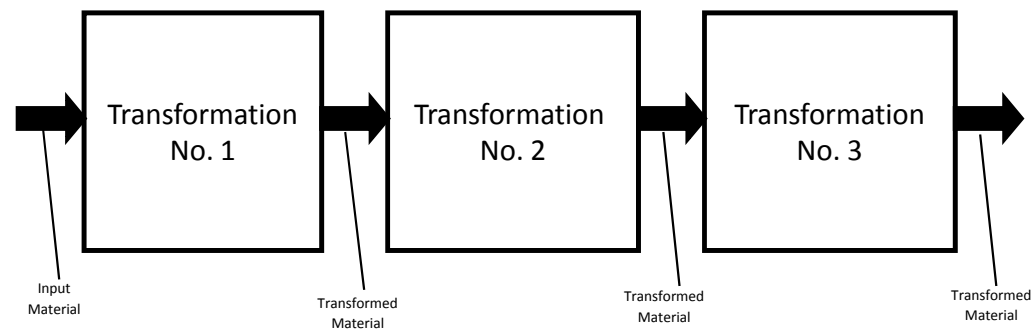 Transformation
No. 1
Transformation
No. 2
Transformation
No. 3
Input
Material
Transformed
Material
Transformed
Material
Transformed
Material